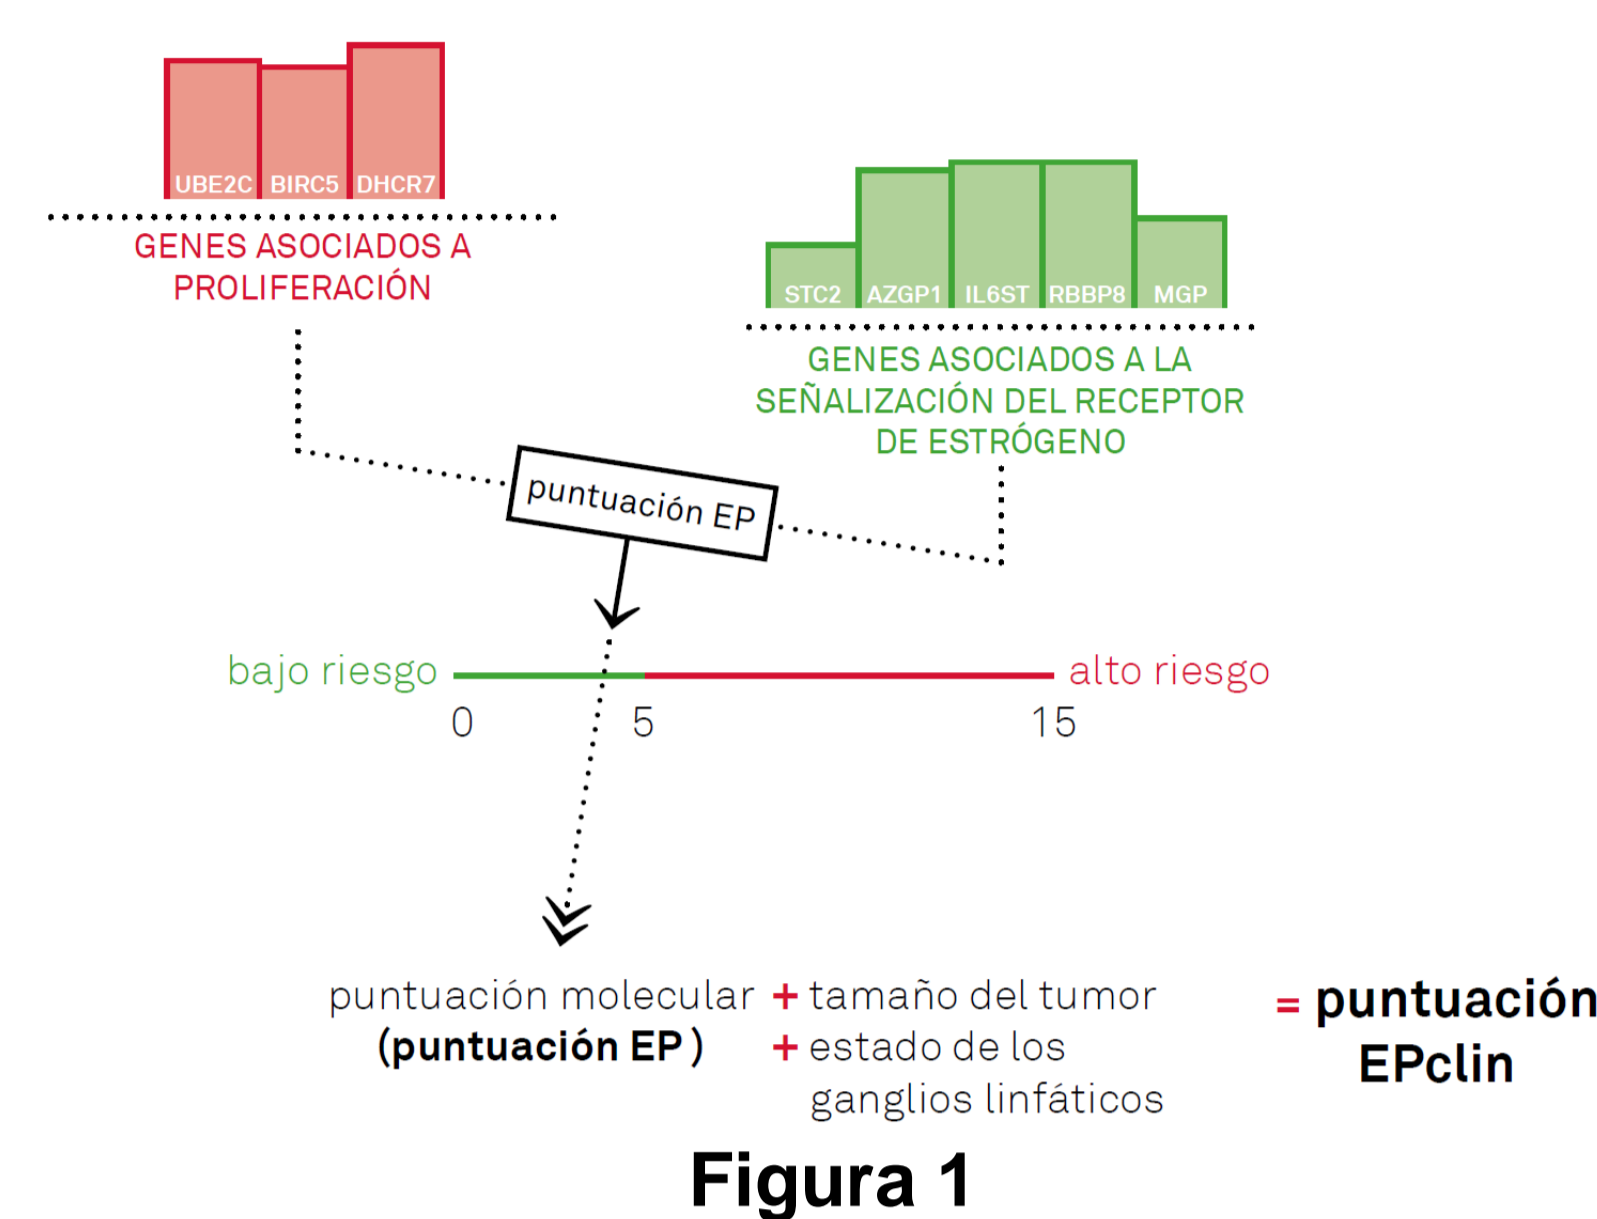 UBE2C BIRC5 DHCR7
GENES ASOCIADOS A
PROLIFERACIÓN
STC2 AZGP1 IL6ST RBBP8 MGP
GENES ASOCIADOS A LA
SEÑALIZACIÓN DEL RECEPTOR
DE ESTRÓGENO
puntuación EP
bajo riesgo
alto riesgo
0 5 15
puntuación molecular + tamaño del tumor
(puntuación EP) + estado de los
ganglios linfáticos
= puntuación
EPclin
Figura 1